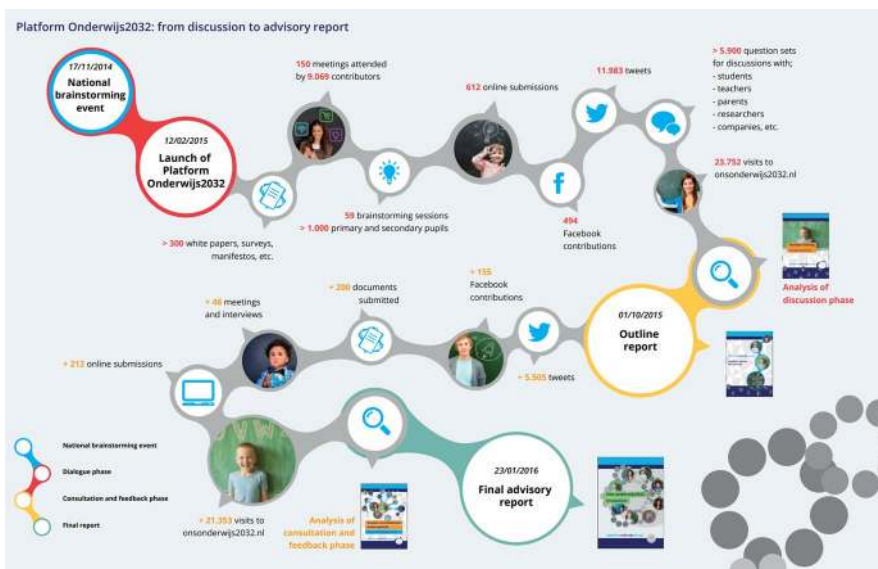 Platform Onderwijs2032: from discussion to advisory report
17/11/2014
National
brainstorming
event
12/02/2015
Launch of
Platform
Onderwijs2032
> 300 white papers, surveys,
manifestos, etc.
150 meetings attended
by 9.069 contributors
59 brainstorming sessions
> 1.000 primary and secondary pupils
612 online submissions
494
Facebook
contributions
11.983 tweets
> 5.900 question sets
for discussions with;
- students
- teachers
- parents
- researchers
- companies, etc.
23.752 visits to
onsonderwijs2032.nl
Analysis of
discussion phase
01/10/2015
Outline
report
+ 5.505 tweets
+ 155
Facebook
contributions
+ 200 documents
submitted
+ 46 meetings
and interviews
+ 212 online submissions
+ 21.353 visits to
onsonderwijs2032.nl
Analysis of
consultation and
feedback phase
23/01/2016
Final advisory
report
National brainstorming event
Dialogue phase
Consultation and feedback phase
Final report